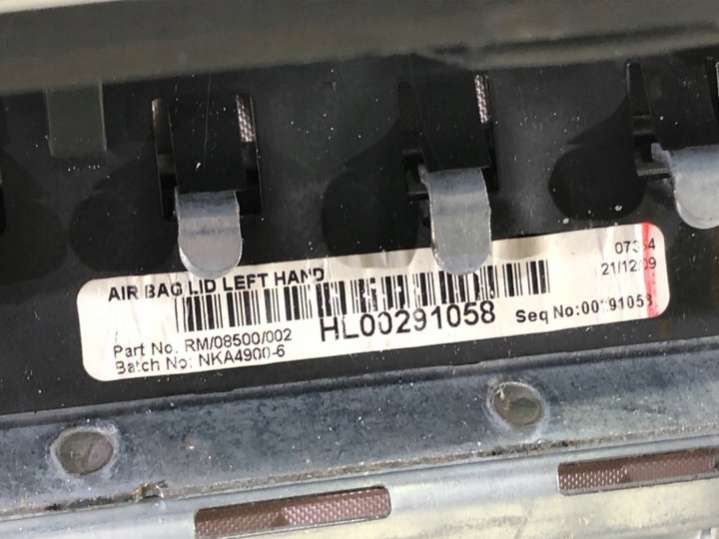 AIR BAG LID LEFT HAND
21/12/09
Part No. RM/08500/002
HL00291058
Batch No: NKA4900-6
Seq No: